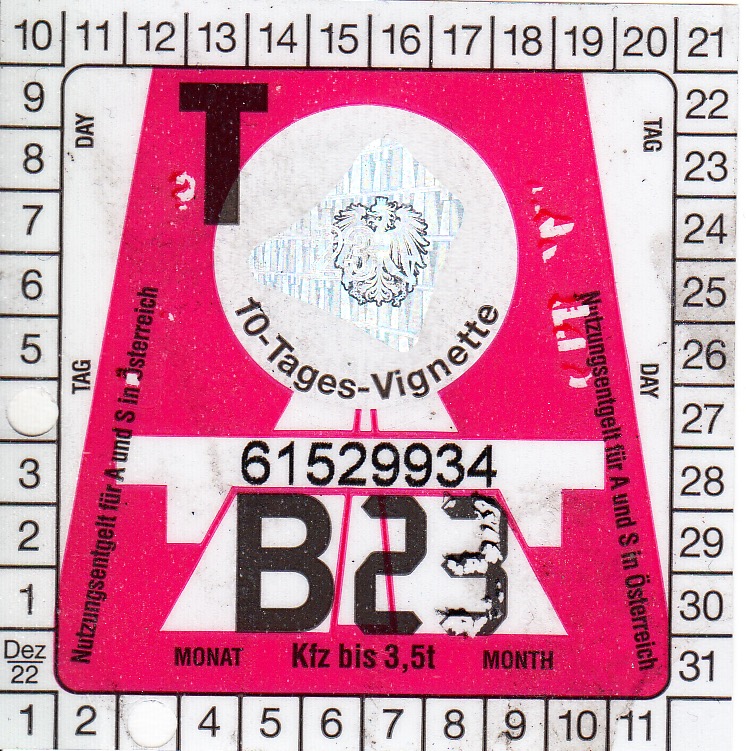 10 11 12 13 14 15 16 17 18 19 20 21
9
8
7
6
5
3
2
1
Dez
22
22
23
24
25
26
27
28
29
30
31
DAY
TAG
TAG
DAY
T
10-Tages-Vignette
Nutzungsentgelt für A und S in Österreich
Nutzungsentgelt für A und S in Österreich
61529934
B23
MONAT Kfz bis 3,5t MONTH
1 2 4 5 6 7 8 9 10 11